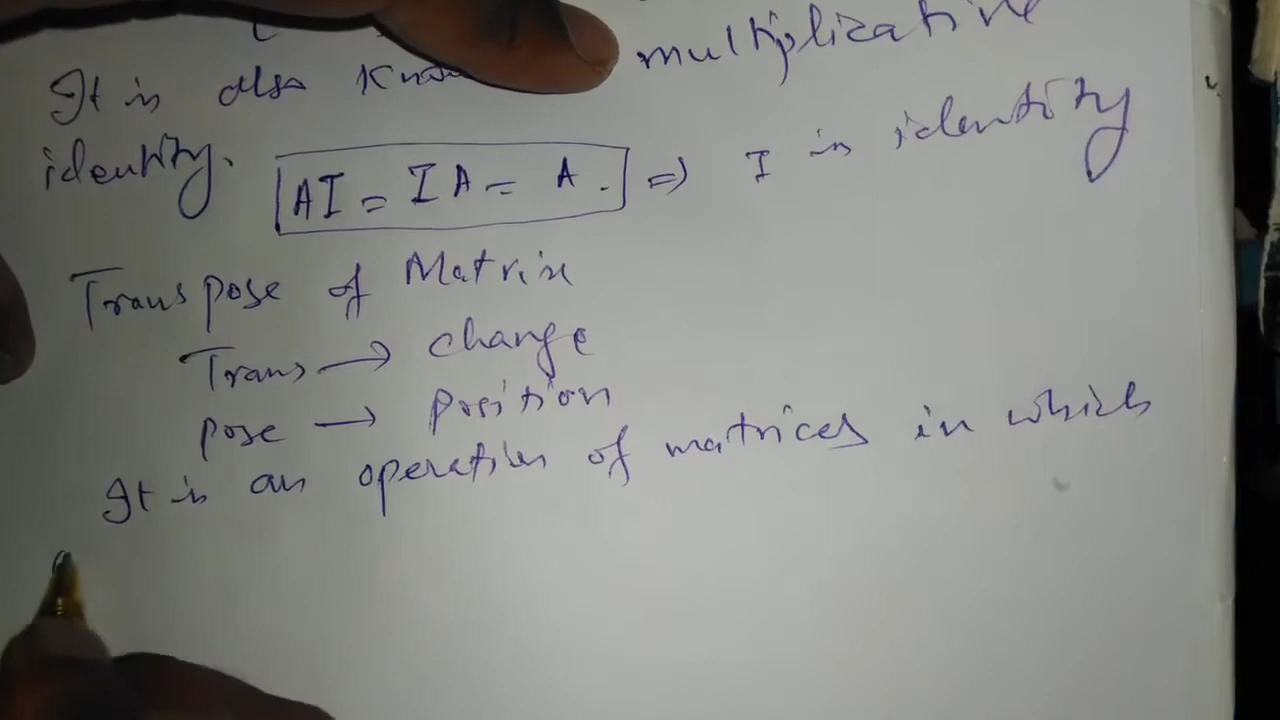 It is also multiplicative
identity. AI = IA = A. => I is identity
Transpose of Matrix
Trans → change
pose → position
It is an operation of matrices in which